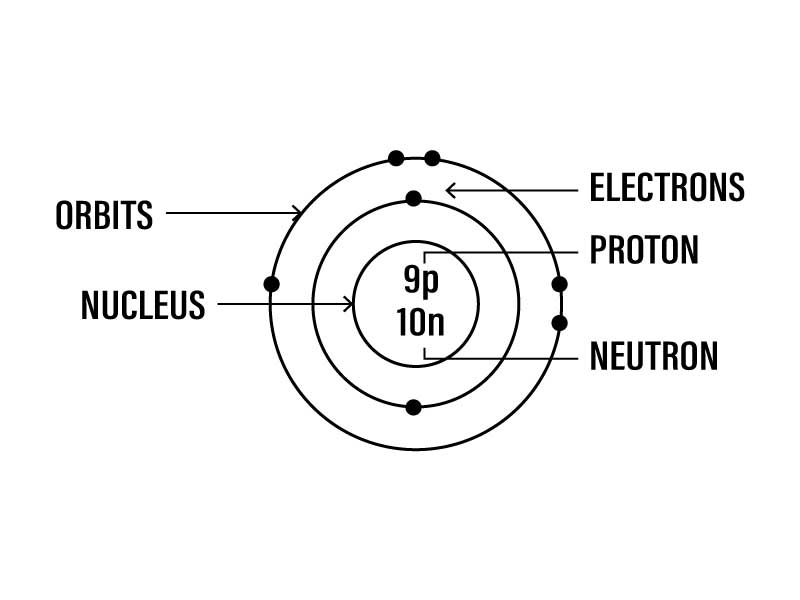 ELECTRONS
ORBITS
PROTON
9p
NUCLEUS
10n
NEUTRON